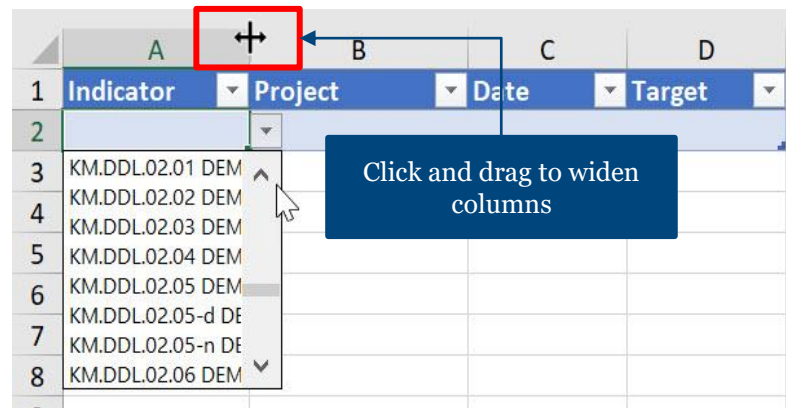 A B C D
1 Indicator Project Date Target
2
3 KM.DDL.02.01 DEM
KM.DDL.02.02 DEM
4 KM.DDL.02.03 DEM
5 KM.DDL.02.04 DEM
6 KM.DDL.02.05 DEM
KM.DDL.02.05-d DE
7 KM.DDL.02.05-n DE
8 KM.DDL.02.06 DEM
Click and drag to widen
columns